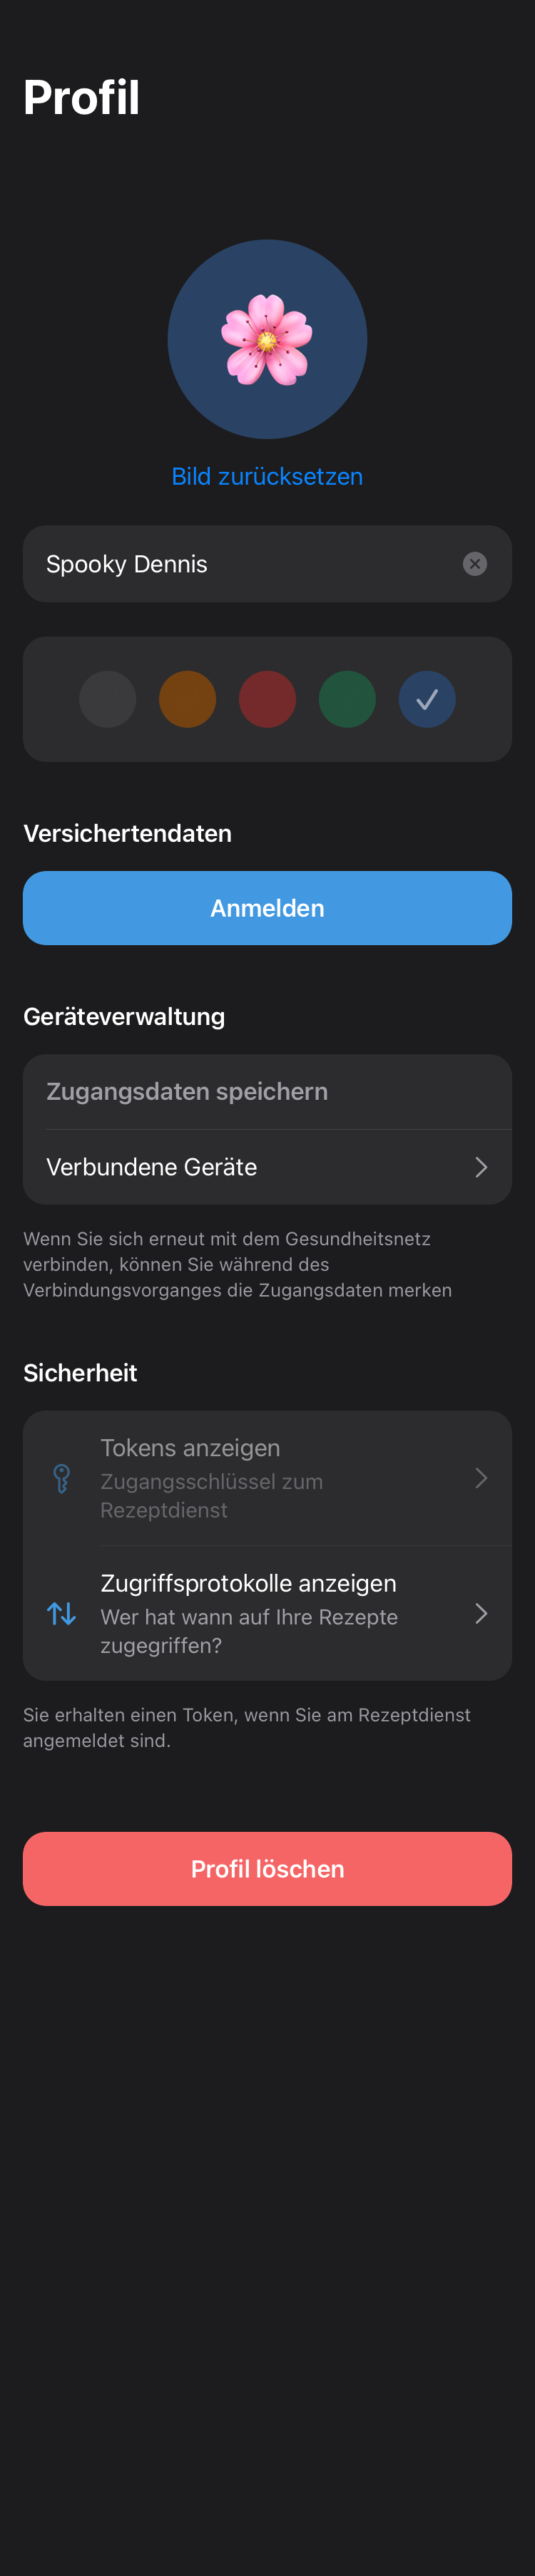 Profil
Bild zurücksetzen
Spooky Dennis
Versichertendaten
Anmelden
Geräteverwaltung
Zugangsdaten speichern
Verbundene Geräte
Wenn Sie sich erneut mit dem Gesundheitsnetz
verbinden, können Sie während des
Verbindungsvorganges die Zugangsdaten merken
Sicherheit
Tokens anzeigen
Zugangsschlüssel zum
Rezeptdienst
Zugriffsprotokolle anzeigen
Wer hat wann auf Ihre Rezepte
zugegriffen?
Sie erhalten einen Token, wenn Sie am Rezeptdienst
angemeldet sind.
Profil löschen